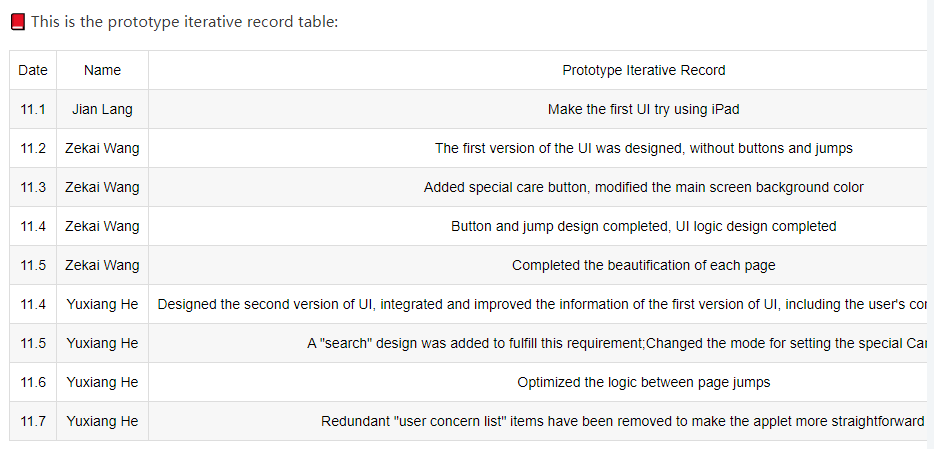 This is the prototype iterative record table:
Date Name Prototype Iterative Record
11.1 Jian Lang Make the first UI try using iPad
11.2 Zekai Wang The first version of the UI was designed, without buttons and jumps
11.3 Zekai Wang Added special care button, modified the main screen background color
11.4 Zekai Wang Button and jump design completed, UI logic design completed
11.5 Zekai Wang Completed the beautification of each page
11.4 Yuxiang He Designed the second version of UI, integrated and improved the information of the first version of UI, including the user's
11.5 Yuxiang He A "search" design was added to fulfill this requirement;Changed the mode for setting the special
11.6 Yuxiang He Optimized the logic between page jumps
11.7 Yuxiang He Redundant "user concern list" items have been removed to make the applet more straightforward